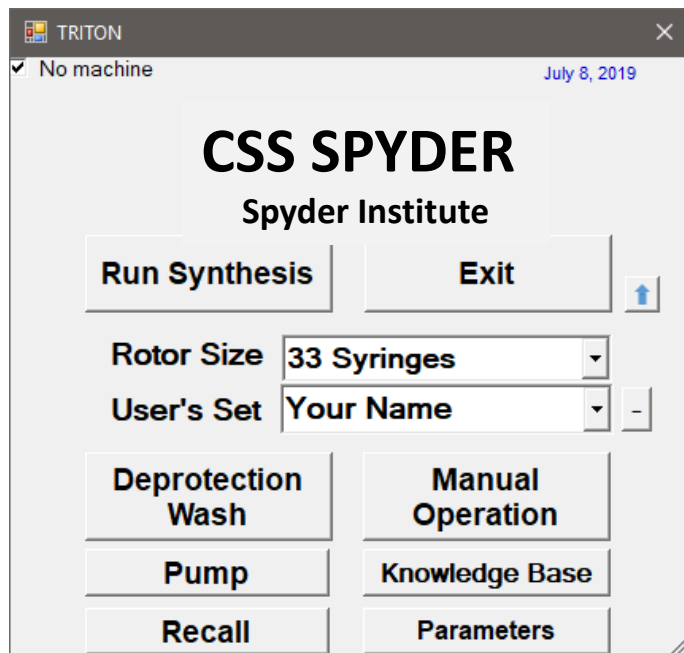 TRITON
No machine
July 8, 2019
CSS SPYDER
Spyder Institute
Run Synthesis
Exit
Rotor Size
33 Syringes
User's Set
Your Name
-
Deprotection
Wash
Manual
Operation
Pump
Knowledge Base
Recall
Parameters